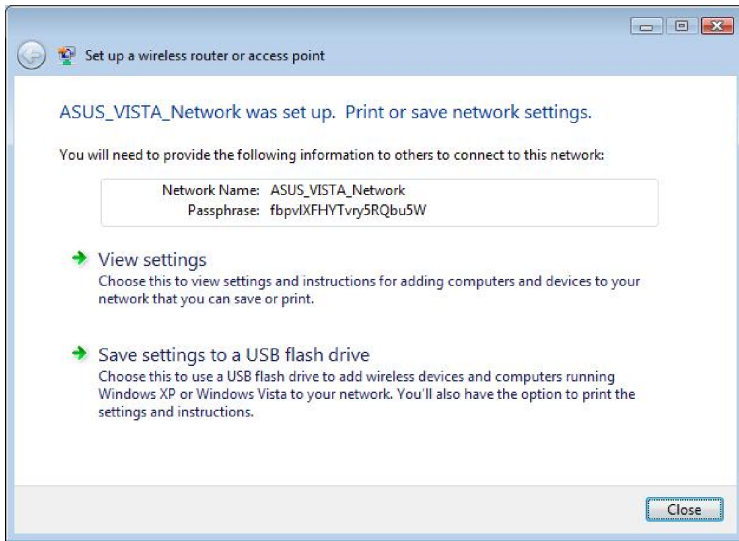 Set up a wireless router or access point
ASUS_VISTA_Network was set up.  Print or save network settings.
You will need to provide the following information to others to connect to this network:
Network Name: ASUS_VISTA_Network
Passphrase: fbpvlXFHYTvry5RQbu5W
View settings
Choose this to view settings and instructions for adding computers and devices to your
network that you can save or print.
Save settings to a USB flash drive
Choose this to use a USB flash drive to add wireless devices and computers running
Windows XP or Windows Vista to your network. You'll also have the option to print the
settings and instructions.
Close